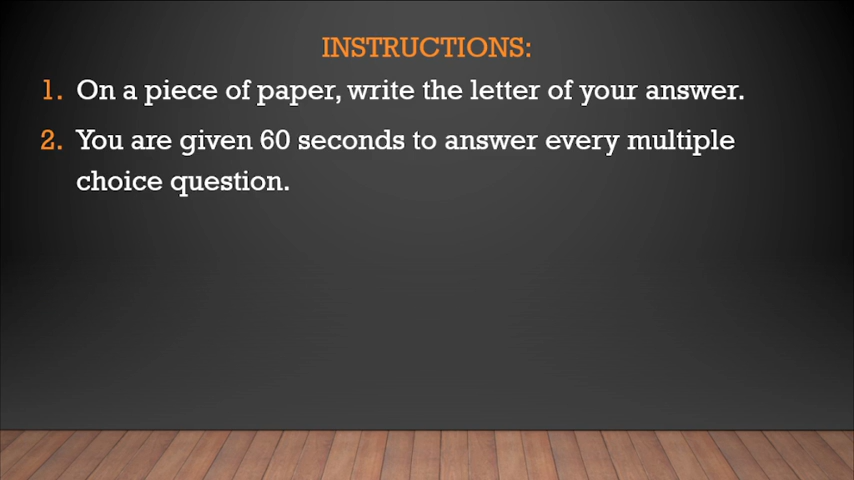 INSTRUCTIONS:
1. On a piece of paper, write the letter of your answer.
2. You are given 60 seconds to answer every multiple
choice question.